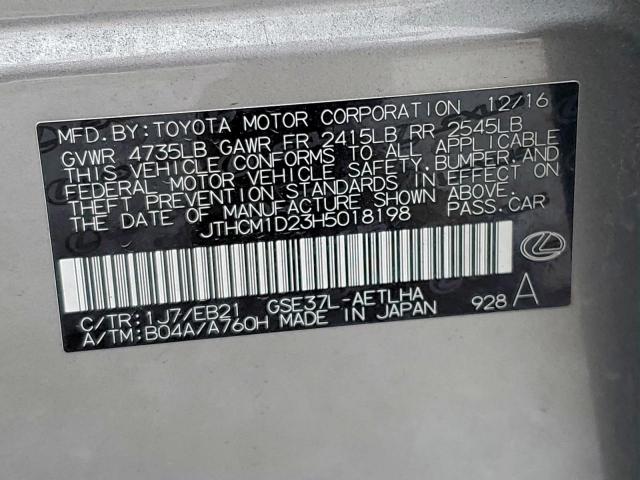 MFD.BY:TOYOTA MOTOR CORPORATION 12/16
GVWR 4735LB GAWR FR 2415LB RR 2545LB
THIS VEHICLE CONFORMS TO ALL APPLICABLE
FEDERAL MOTOR VEHICLE SAFETY,BUMPER AND
THEFT PREVENTION STANDARDS IN EFFECT ON
THE DATE OF MANUFACTURE SHOWN ABOVE.
JTHCM1D23H5018198 PASS.CAR
C/TR:1J7/EB21 GSE37L-AETLHA
A/TM:B04A/A760H MADE IN JAPAN 928 A